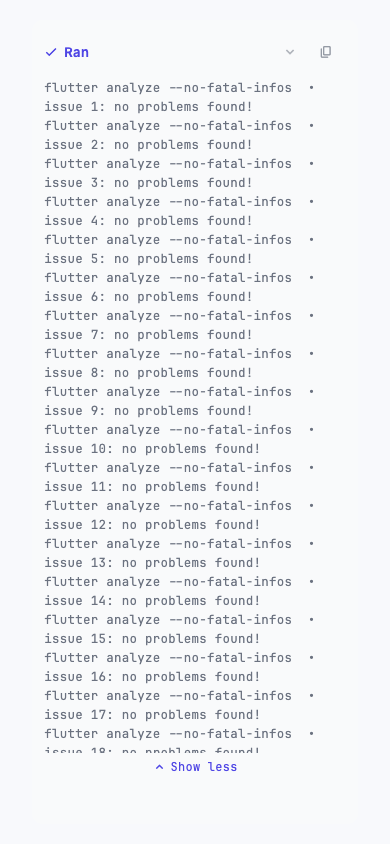 Ran
flutter analyze --no-fatal-infos •
issue 1: no problems found!
flutter analyze --no-fatal-infos •
issue 2: no problems found!
flutter analyze --no-fatal-infos •
issue 3: no problems found!
flutter analyze --no-fatal-infos •
issue 4: no problems found!
flutter analyze --no-fatal-infos •
issue 5: no problems found!
flutter analyze --no-fatal-infos •
issue 6: no problems found!
flutter analyze --no-fatal-infos •
issue 7: no problems found!
flutter analyze --no-fatal-infos •
issue 8: no problems found!
flutter analyze --no-fatal-infos •
issue 9: no problems found!
flutter analyze --no-fatal-infos •
issue 10: no problems found!
flutter analyze --no-fatal-infos •
issue 11: no problems found!
flutter analyze --no-fatal-infos •
issue 12: no problems found!
flutter analyze --no-fatal-infos •
issue 13: no problems found!
flutter analyze --no-fatal-infos •
issue 14: no problems found!
flutter analyze --no-fatal-infos •
issue 15: no problems found!
flutter analyze --no-fatal-infos •
issue 16: no problems found!
flutter analyze --no-fatal-infos •
issue 17: no problems found!
flutter analyze --no-fatal-infos •
issue 18: no problems found!
Show less